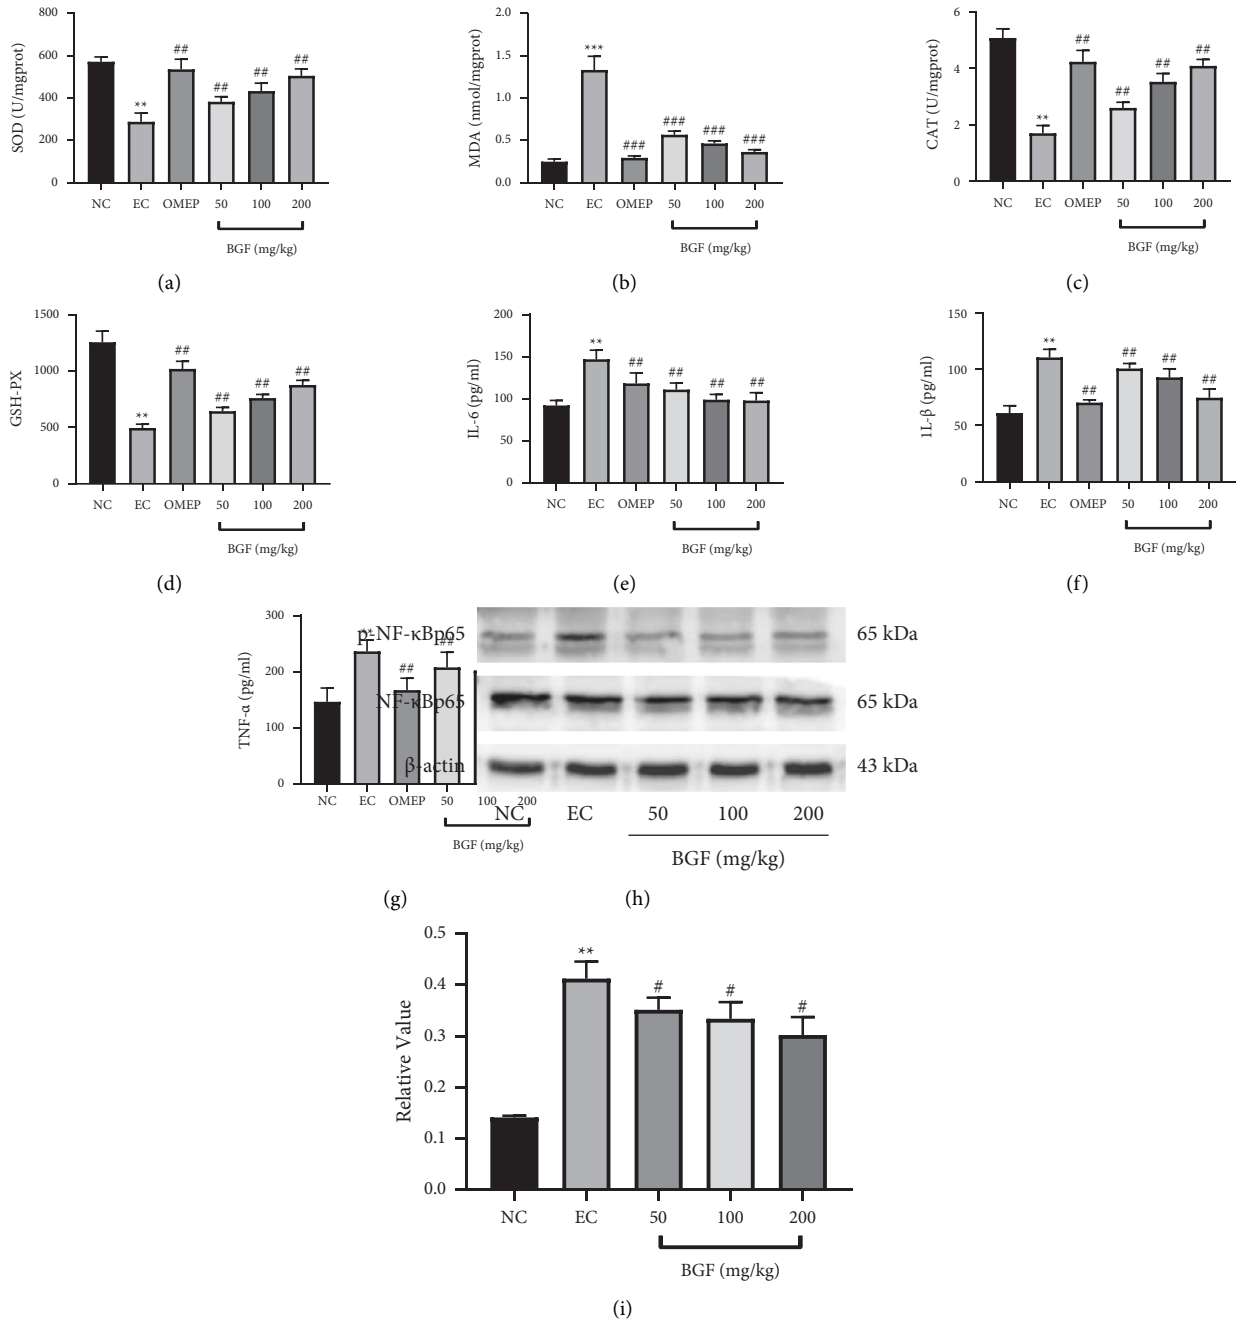 800
600
400
200
0
SOD (U/mgprot)
**
##
##
##
##
NC EC OMEP 50 100 200
BGF (mg/kg)
(a)
2.0
1.5
1.0
0.5
0.0
MDA (nmol/mgprot)
***
###
###
###
###
NC EC OMEP 50 100 200
BGF (mg/kg)
(b)
6
4
2
0
CAT (U/mgprot)
**
##
##
##
##
NC EC OMEP 50 100 200
BGF (mg/kg)
(c)
1500
1000
500
0
GSH-PX
**
##
##
##
##
NC EC OMEP 50 100 200
BGF (mg/kg)
(d)
200
150
100
50
0
IL-6 (pg/ml)
**
##
##
##
##
NC EC OMEP 50 100 200
BGF (mg/kg)
(e)
150
100
50
0
1L-β (pg/ml)
**
##
##
##
##
NC EC OMEP 50 100 200
BGF (mg/kg)
(f)
300
200
100
0
TNF-α (pg/ml)
**
##
##
NC EC OMEP 50 100 200
BGF (mg/kg)
(g)
p-NF-κBp65 65 kDa
NF-κBp65 65 kDa
β-actin 43 kDa
NC EC 50 100 200
BGF (mg/kg)
(h)
0.5
0.4
0.3
0.2
0.1
0.0
Relative Value
**
#
#
#
NC EC 50 100 200
BGF (mg/kg)
(i)